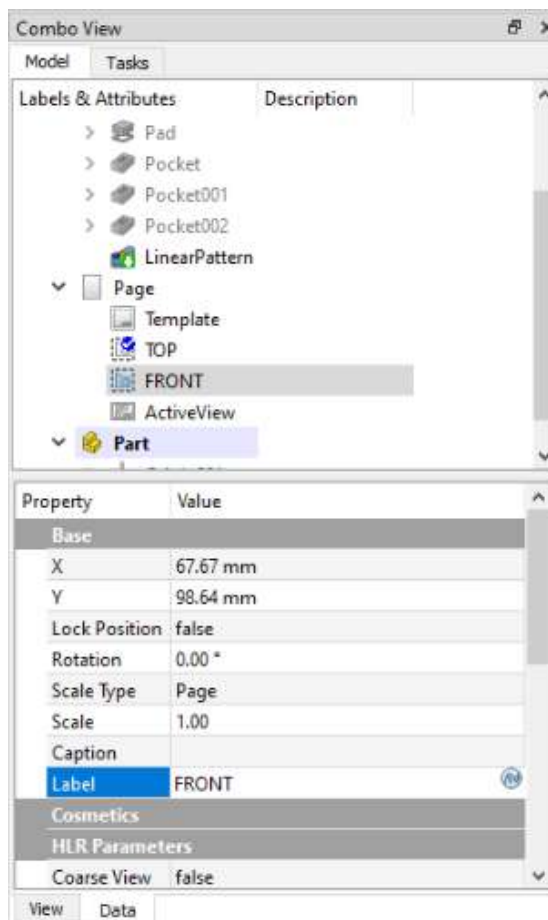 Combo View
Model Tasks
Labels & Attributes Description
Pad
Pocket
Pocket001
Pocket002
LinearPattern
Page
Template
TOP
FRONT
ActiveView
Part
Property Value
Base
X 67.67 mm
Y 98.64 mm
Lock Position false
Rotation 0.00 °
Scale Type Page
Scale 1.00
Caption
Label FRONT
Cosmetics
HLR Parameters
Coarse View false
View Data